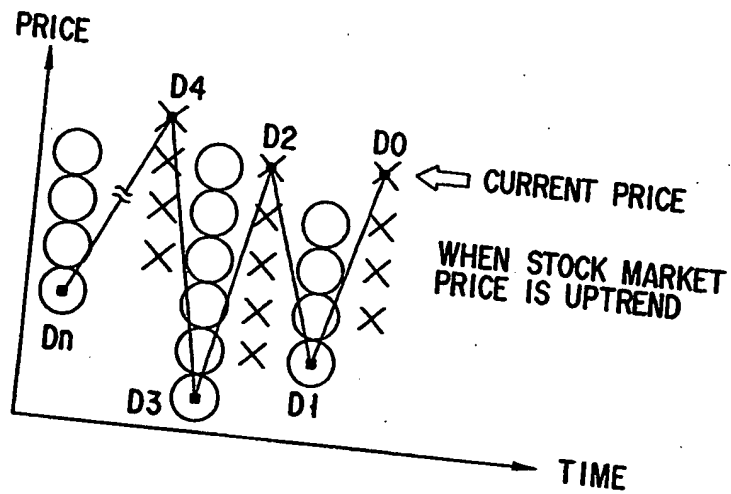 PRICE
D4
D2
D0
CURRENT PRICE
WHEN STOCK MARKET
PRICE IS UPTREND
Dn
D3
D1
TIME